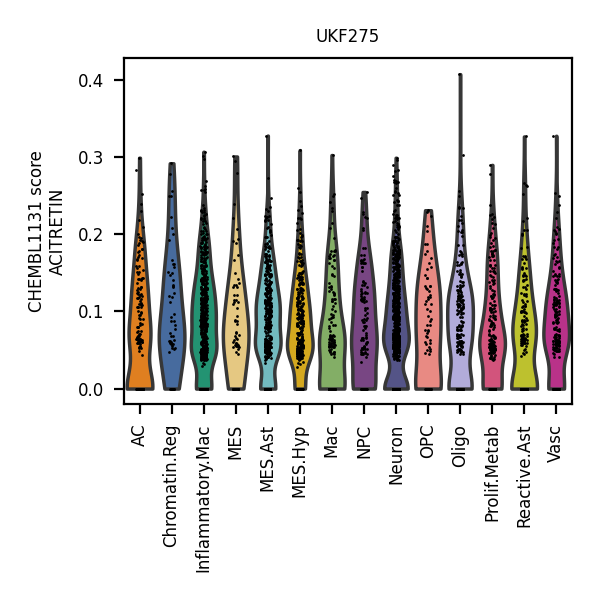 UKF275
CHEMBL1131 score
ACITRETIN
0.4
0.3
0.2
0.1
0.0
AC
Chromatin.Reg
Inflammatory.Mac
MES
MES.Ast
MES.Hyp
Mac
NPC
Neuron
OPC
Oligo
Prolif.Metab
Reactive.Ast
Vasc